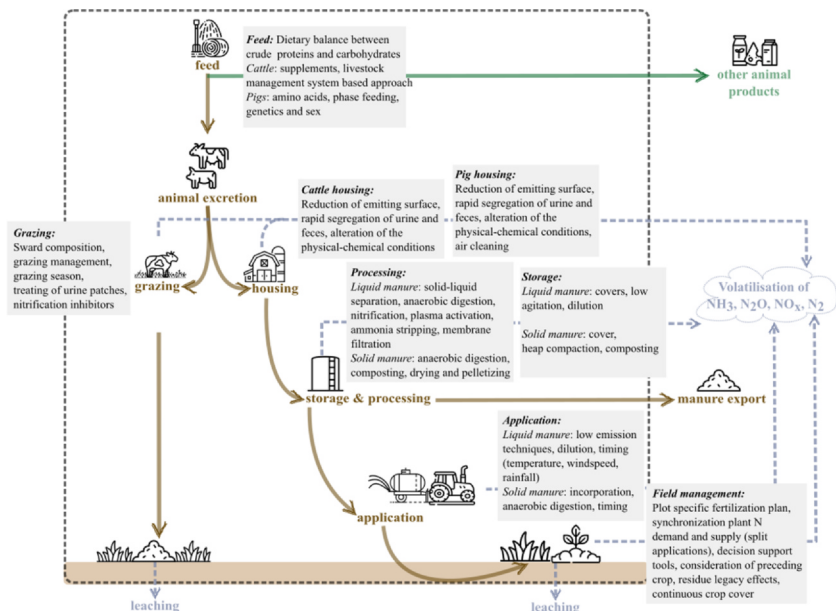 feed
Feed: Dietary balance between
crude proteins and carbohydrates
Cattle: supplements, livestock
management system based approach
Pigs: amino acids, phase feeding,
genetics and sex
other animal
products
animal excretion
Cattle housing:
Reduction of emitting surface,
rapid segregation of urine and
feces, alteration of the
physical-chemical conditions
Pig housing:
Reduction of emitting surface,
rapid segregation of urine and
feces, alteration of the
physical-chemical conditions,
air cleaning
Grazing:
Sward composition,
grazing management,
grazing season,
treating of urine patches,
nitrification inhibitors
grazing
housing
Processing:
Liquid manure: solid-liquid
separation, anaerobic digestion,
nitrification, plasma activation,
ammonia stripping, membrane
filtration
Solid manure: anaerobic digestion,
composting, drying and pelletizing
Storage:
Liquid manure: covers, low
agitation, dilution
Solid manure: cover,
heap compaction, composting
Volatilisation of
NH3, N2O, NOx, N2
storage & processing
manure export
Application:
Liquid manure: low emission
techniques, dilution, timing
(temperature, windspeed,
rainfall)
Solid manure: incorporation,
anaerobic digestion, timing
application
Field management:
Plot specific fertilization plan,
synchronization plant N
demand and supply (split
applications), decision support
tools, consideration of preceding
crop, residue legacy effects,
continuous crop cover
leaching
leaching